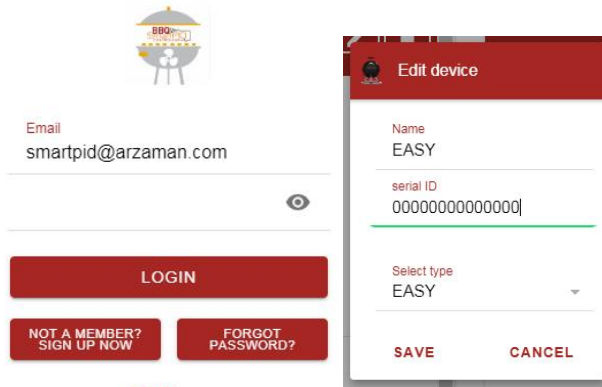 BBQ
SMARTPID
Email
smartpid@arzaman.com
LOGIN
NOT A MEMBER?
SIGN UP NOW
FORGOT
PASSWORD?
Edit device
Name
EASY
serial ID
00000000000000
Select type
EASY
SAVE
CANCEL